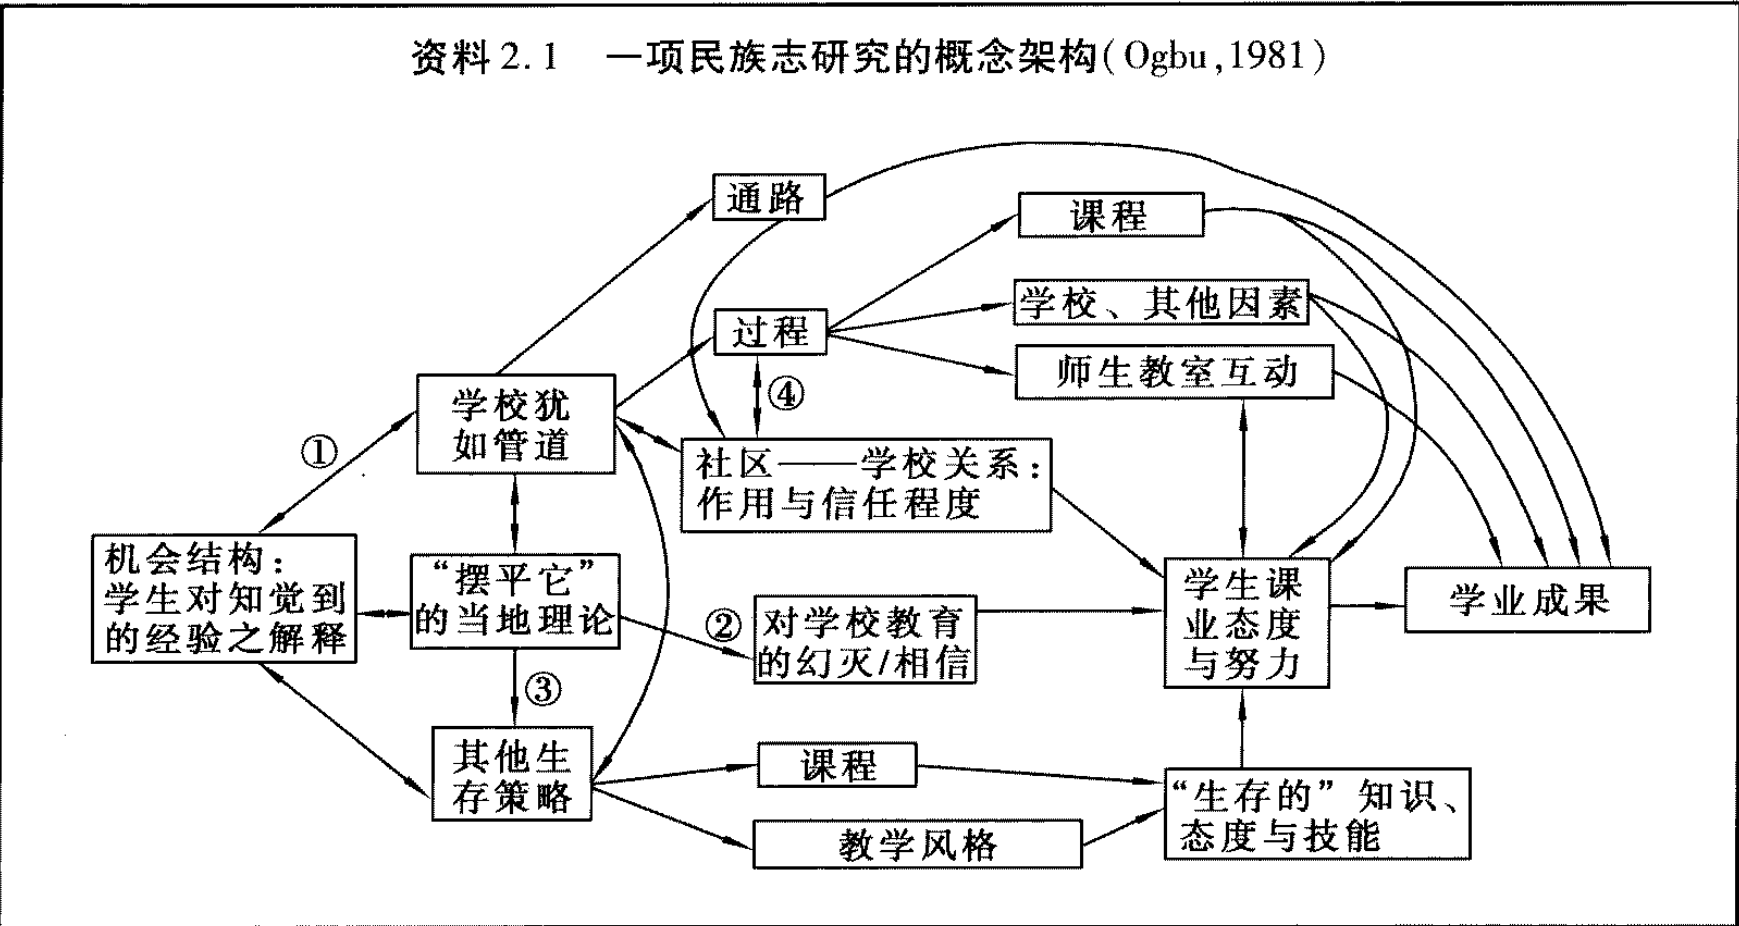 资料2.1 一项民族志研究的概念架构(Ogbu,1981)
通路
课程
学校、其他因素
过程
师生教室互动
④
学校犹
如管道
①
社区——学校关系:
作用与信任程度
机会结构:
学生对知觉到
的经验之解释
“摆平它”
的当地理论
②
对学校教育
的幻灭/相信
学生课
业态度
与努力
学业成果
③
其他生
存策略
课程
教学风格
“生存的”知识、
态度与技能